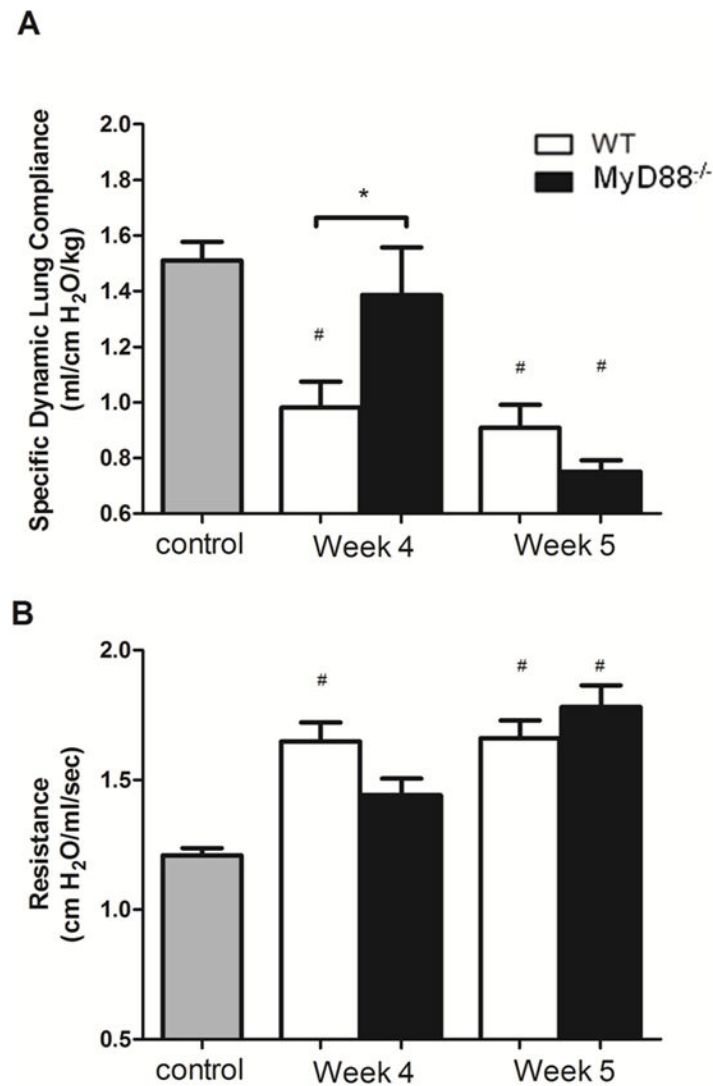 A
Specific Dynamic Lung Compliance
(ml/cm H₂O/kg)
2.0
1.8
1.6
1.4
1.2
1.0
0.8
0.6
WT
MyD88⁻/⁻
*
#
#
#
control
Week 4
Week 5
B
Resistance
(cm H₂O/ml/sec)
2.0
1.5
1.0
0.5
#
#
#
control
Week 4
Week 5